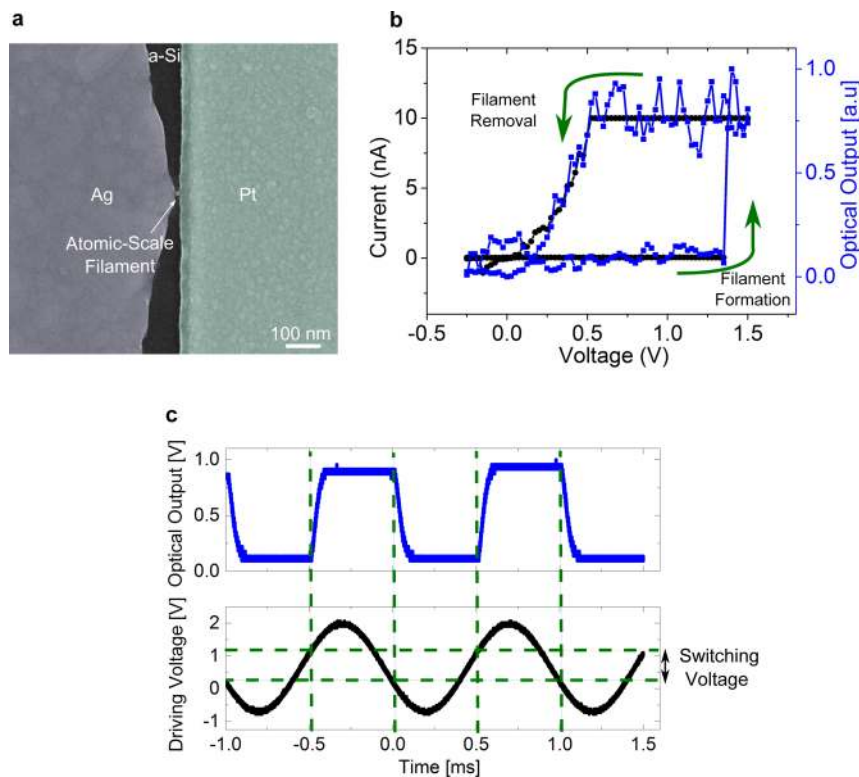 a
a-Si
Ag
Pt
Atomic-Scale
Filament
100 nm
b
15
10
5
0
Current (nA)
Filament
Removal
Filament
Formation
1.0
0.75
0.25
0.0
Optical Output [a.u]
-0.5 0.0 0.5 1.0 1.5
Voltage (V)
c
1.0
0.5
0.0
Optical Output [V]
2
1
0
-1
Driving Voltage [V]
Switching
Voltage
-1.0 -0.5 0.0 0.5 1.0 1.5
Time [ms]